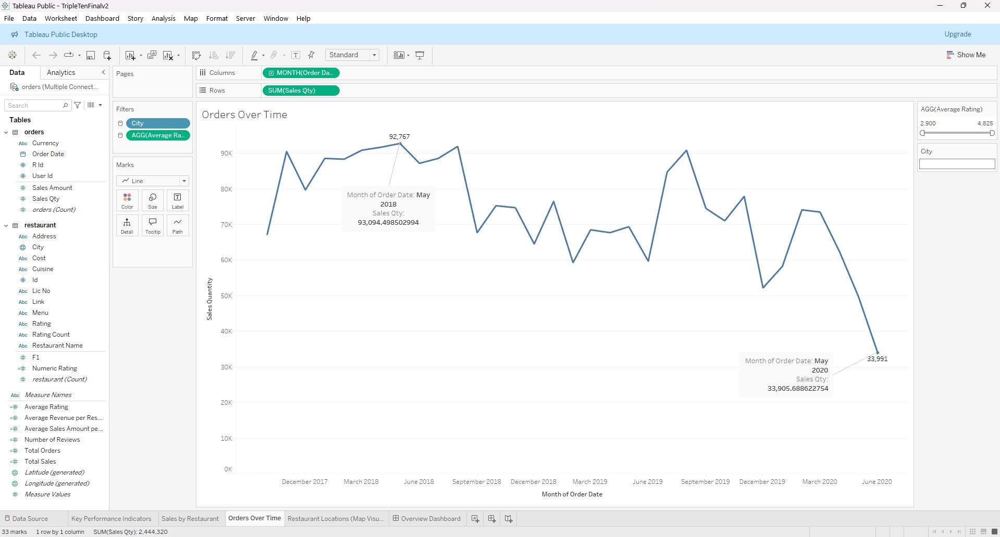 Tableau Public - TripleTenFinalv2
File Data Worksheet Dashboard Story Analysis Map Format Server Window Help
Tableau Public Desktop
Upgrade
Standard
Show Me
Data
Analytics
orders (Multiple Connect...
Search
Tables
orders
Abc Currency
Order Date
# R Id
# User Id
# Sales Amount
# Sales Qty
# orders (Count)
restaurant
Abc Address
City
Abc Cost
Abc Cuisine
# Id
Abc Lic No
Abc Link
Abc Menu
Abc Rating
Abc Rating Count
Abc Restaurant Name
# F1
=# Numeric Rating
# restaurant (Count)
Abc Measure Names
=# Average Rating
=# Average Revenue per Res...
=# Average Sales Amount pe...
=# Number of Reviews
=# Total Orders
=# Total Sales
Latitude (generated)
Longitude (generated)
# Measure Values
Pages
Filters
City
AGG(Average Ra..
Marks
Line
Color
Size
Label
Detail
Tooltip
Path
Columns
MONTH(Order Da..
Rows
SUM(Sales Qty)
Orders Over Time
92,767
Month of Order Date: May
2018
Sales Qty:
93,094.498502994
Month of Order Date: May
2020
Sales Qty:
33,905.688622754
33,991
90K
80K
70K
60K
50K
40K
30K
20K
10K
0K
Sales Quantity
December 2017
March 2018
June 2018
September 2018
December 2018
March 2019
June 2019
September 2019
December 2019
March 2020
June 2020
Month of Order Date
AGG(Average Rating)
2.900
4.825
City
Data Source
Key Performance Indicators
Sales by Restaurant
Orders Over Time
Restaurant Locations (Map Visu...
Overview Dashboard
33 marks
1 row by 1 column
SUM(Sales Qty): 2,444,320